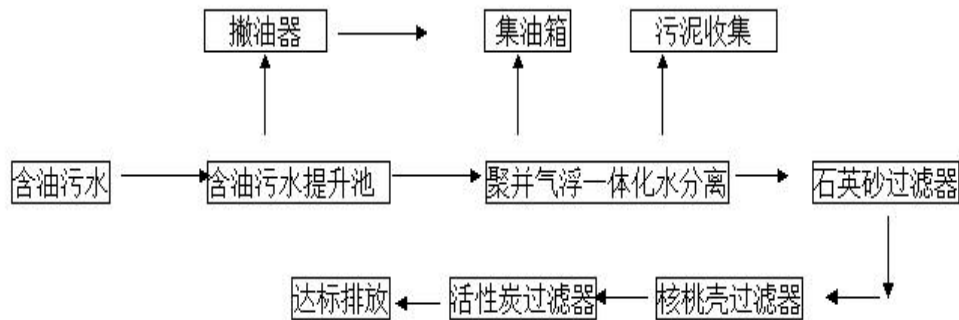 撇油器
集油箱
污泥收集
含油污水
含油污水提升池
聚并气浮一体化水分离
石英砂过滤器
达标排放
活性炭过滤器
核桃壳过滤器